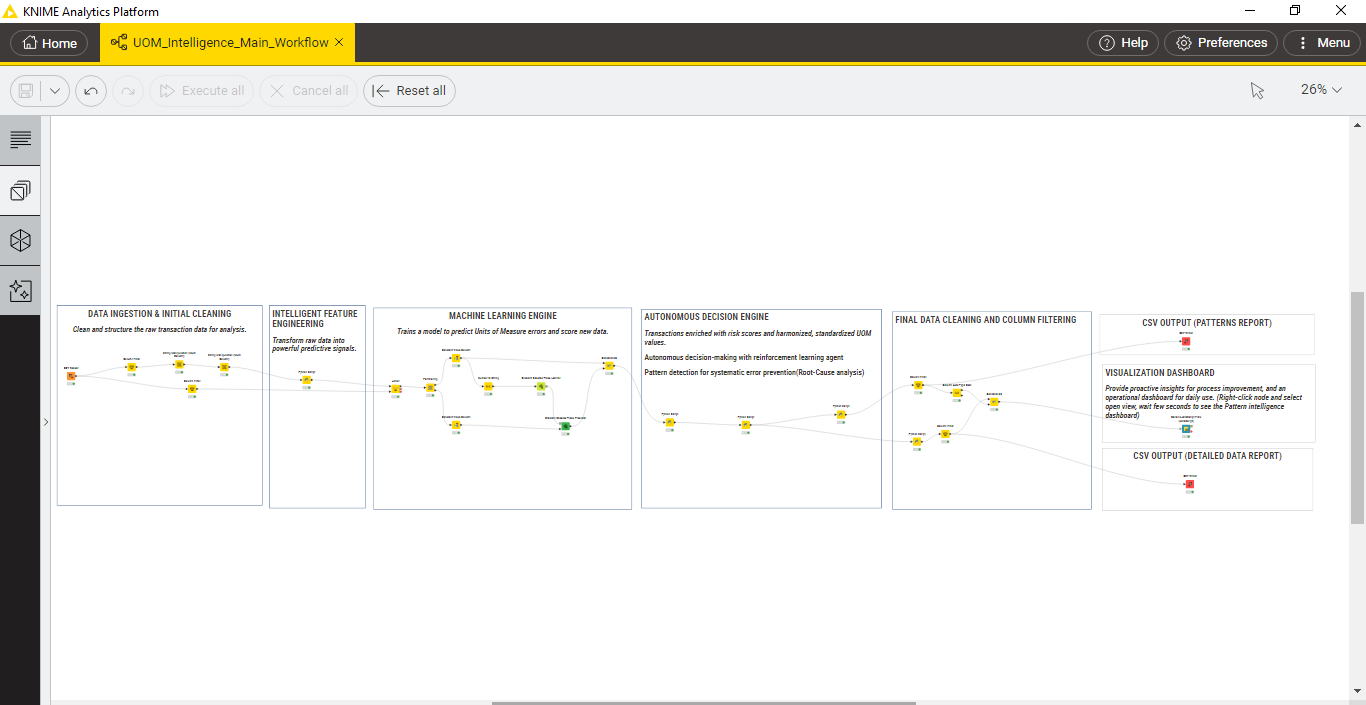 KNIME Analytics Platform
Home
UOM_Intelligence_Main_Workflow
Help
Preferences
Menu
Execute all
Cancel all
Reset all
26%
DATA INGESTION & INITIAL CLEANING
Clean and structure the raw transaction data for analysis.
INTELLIGENT FEATURE
ENGINEERING
Transform raw data into
powerful predictive signals.
MACHINE LEARNING ENGINE
Trains a model to predict Units of Measure errors and score new data.
AUTONOMOUS DECISION ENGINE
Transactions enriched with risk scores and harmonized, standardized UOM
values.
Autonomous decision-making with reinforcement learning agent
Pattern detection for systematic error prevention(Root-Cause analysis)
FINAL DATA CLEANING AND COLUMN FILTERING
CSV OUTPUT (PATTERNS REPORT)
VISUALIZATION DASHBOARD
Provide proactive insights for process improvement, and an
operational dashboard for daily use. (Right-click node and select
open view, wait few seconds to see the Pattern intelligence
dashboard)
CSV OUTPUT (DETAILED DATA REPORT)